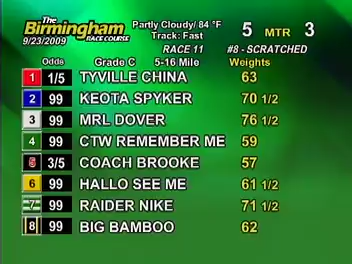 The
Birmingham
RACE COURSE
9/23/2009
Partly Cloudy/ 84 °F
Track: Fast
5 MTR 3
RACE 11 #8 - SCRATCHED
Odds Grade C 5-16 Mile Weights
1 1/5 TYVILLE CHINA 63
2 99 KEOTA SPYKER 70 1/2
3 99 MRL DOVER 76 1/2
4 99 CTW REMEMBER ME 59
5 3/5 COACH BROOKE 57
6 99 HALLO SEE ME 61 1/2
7 99 RAIDER NIKE 71 1/2
8 99 BIG BAMBOO 62